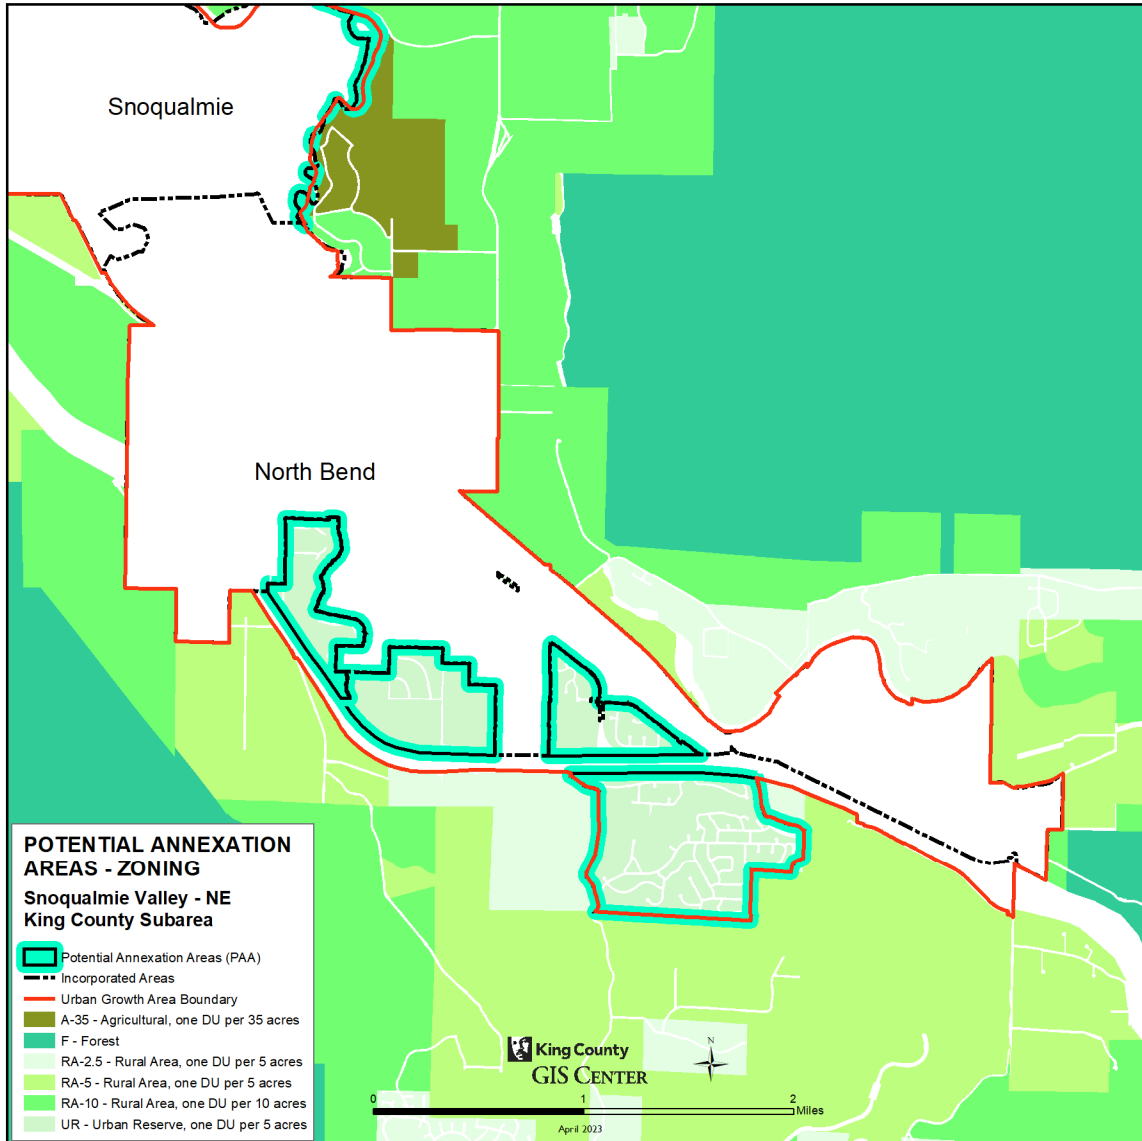 Snoqualmie
North Bend
POTENTIAL ANNEXATION
AREAS - ZONING
Snoqualmie Valley - NE
King County Subarea
Potential Annexation Areas (PAA)
Incorporated Areas
Urban Growth Area Boundary
A-35 - Agricultural, one DU per 35 acres
F - Forest
RA-2.5 - Rural Area, one DU per 5 acres
RA-5 - Rural Area, one DU per 5 acres
RA-10 - Rural Area, one DU per 10 acres
UR - Urban Reserve, one DU per 5 acres
King County
GIS CENTER
N
0 1 2
Miles
April 2023